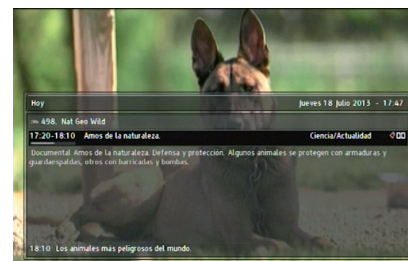 Hoy
Jueves 18 Julio 2013 - 17:47
498. Nat Geo Wild
17:20-18:10 Amos de la naturaleza. Ciencia/Actualidad
Documental Amos de la naturaleza. Defensa y protección. Algunos animales se protegen con armaduras y
guardaespaldas, otros con barricadas y bombas.
18:10 Los animales más peligrosos del mundo.